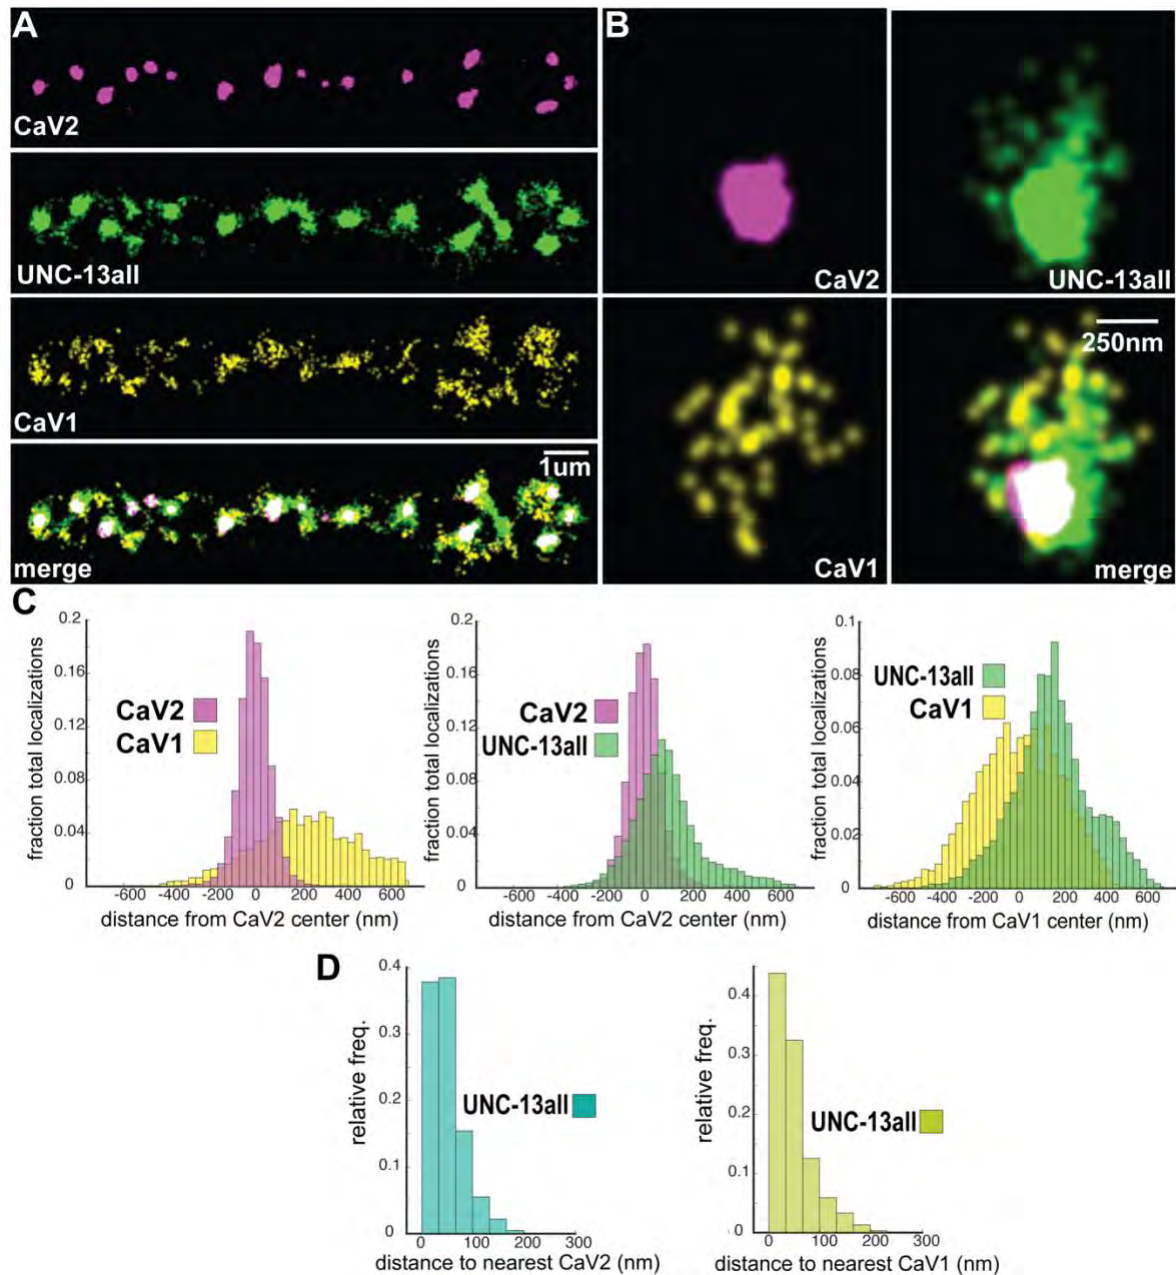 A
CaV2
UNC-13all
CaV1
1um
merge
B
CaV2
UNC-13all
CaV1
250nm
merge
C
fraction total localizations
0.2
0.16
0.12
0.08
0.04
0
CaV2
CaV1
-600 -400 -200 0 200 400 600
distance from CaV2 center (nm)
fraction total localizations
0.2
0.16
0.12
0.08
0.04
0
CaV2
UNC-13all
-600 -400 -200 0 200 400 600
distance from CaV2 center (nm)
fraction total localizations
0.1
0.08
0.06
0.04
0.02
0
UNC-13all
CaV1
-600 -400 -200 0 200 400 600
distance from CaV1 center (nm)
D
relative freq.
0.4
0.3
0.2
0.1
0
UNC-13all
0 100 200 300
distance to nearest CaV2 (nm)
relative freq.
0.4
0.3
0.2
0.1
0
UNC-13all
0 100 200 300
distance to nearest CaV1 (nm)